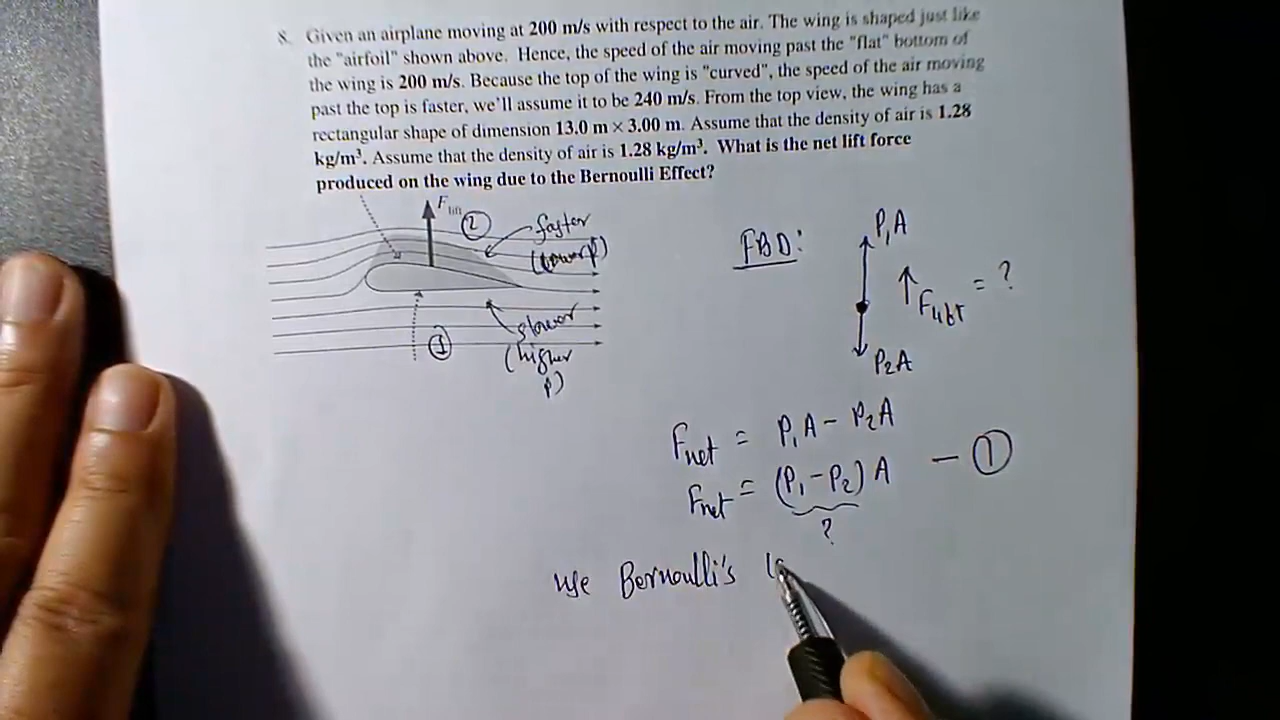 8. Given an airplane moving at 200 m/s with respect to the air. The wing is shaped just like
the "airfoil" shown above. Hence, the speed of the air moving past the "flat" bottom of
the wing is 200 m/s. Because the top of the wing is "curved", the speed of the air moving
past the top is faster, we'll assume it to be 240 m/s. From the top view, the wing has a
rectangular shape of dimension 13.0 m × 3.00 m. Assume that the density of air is 1.28
kg/m³. Assume that the density of air is 1.28 kg/m³. What is the net lift force
produced on the wing due to the Bernoulli Effect?
F lift
②
faster
(lower P)
①
slower
(higher
P)
FBD:
P₁A
F lift = ?
P₂A
Fnet = P₁A - P₂A
Fnet = (P₁ - P₂) A — ①
?
use Bernoulli's